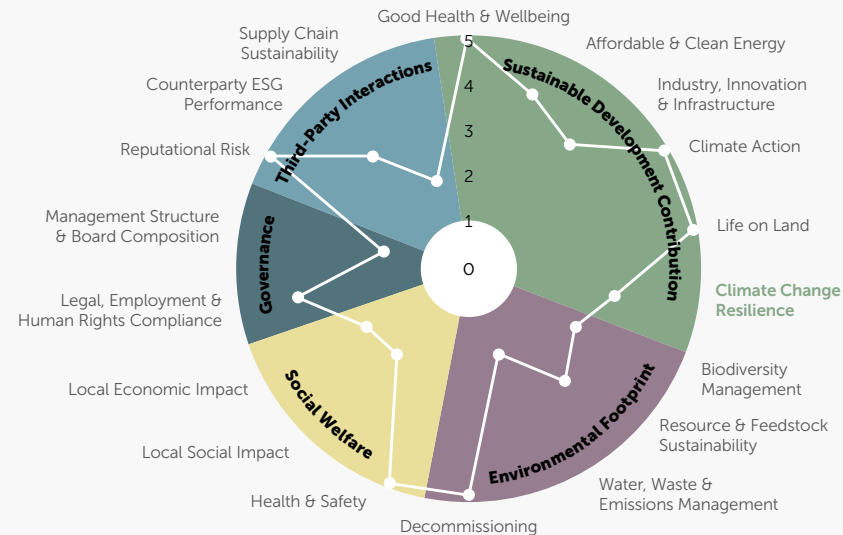 Good Health & Wellbeing
Affordable & Clean Energy
Industry, Innovation
& Infrastructure
Climate Action
Life on Land
Climate Change
Resilience
Biodiversity
Management
Resource & Feedstock
Sustainability
Water, Waste &
Emissions Management
Decommissioning
Health & Safety
Local Social Impact
Local Economic Impact
Legal, Employment &
Human Rights Compliance
Management Structure
& Board Composition
Reputational Risk
Counterparty ESG
Performance
Supply Chain
Sustainability
Third-Party Interactions
Sustainable Development Contribution
Governance
Social Welfare
Environmental Footprint
5
4
3
2
1
0